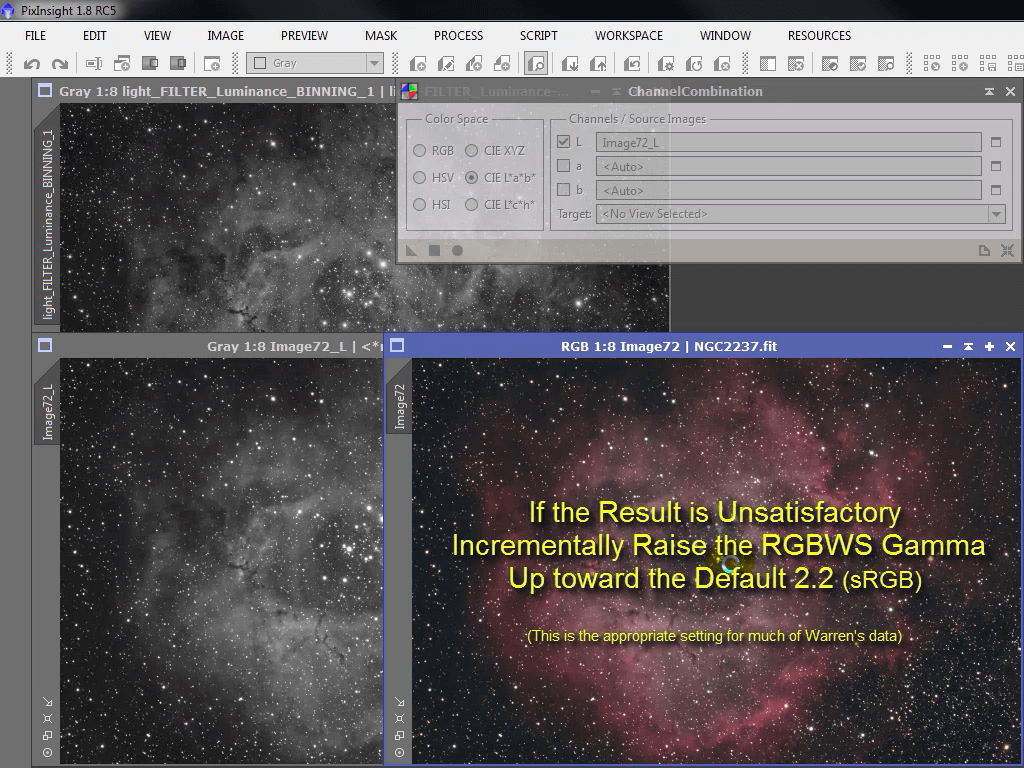 PixInsight 1.8 RC5
FILE EDIT VIEW IMAGE PREVIEW MASK PROCESS SCRIPT WORKSPACE WINDOW RESOURCES
Gray
Gray 1:8 light_FILTER_Luminance_BINNING_1 | li
-FILTER_Luminance-...
ChannelCombination
light_FILTER_Luminance_BINNING_1
Color Space
RGB CIE XYZ
HSV CIE L*a*b*
HSI CIE L*c*h*
Channels / Source Images
L Image72_L
a <Auto>
b <Auto>
Target: <No View Selected>
Gray 1:8 Image72_L | <*
Image72_L
RGB 1:8 Image72 | NGC2237.fit
Image72
If the Result is Unsatisfactory
Incrementally Raise the RGBWS Gamma
Up toward the Default 2.2 (sRGB)
(This is the appropriate setting for much of Warren's data)